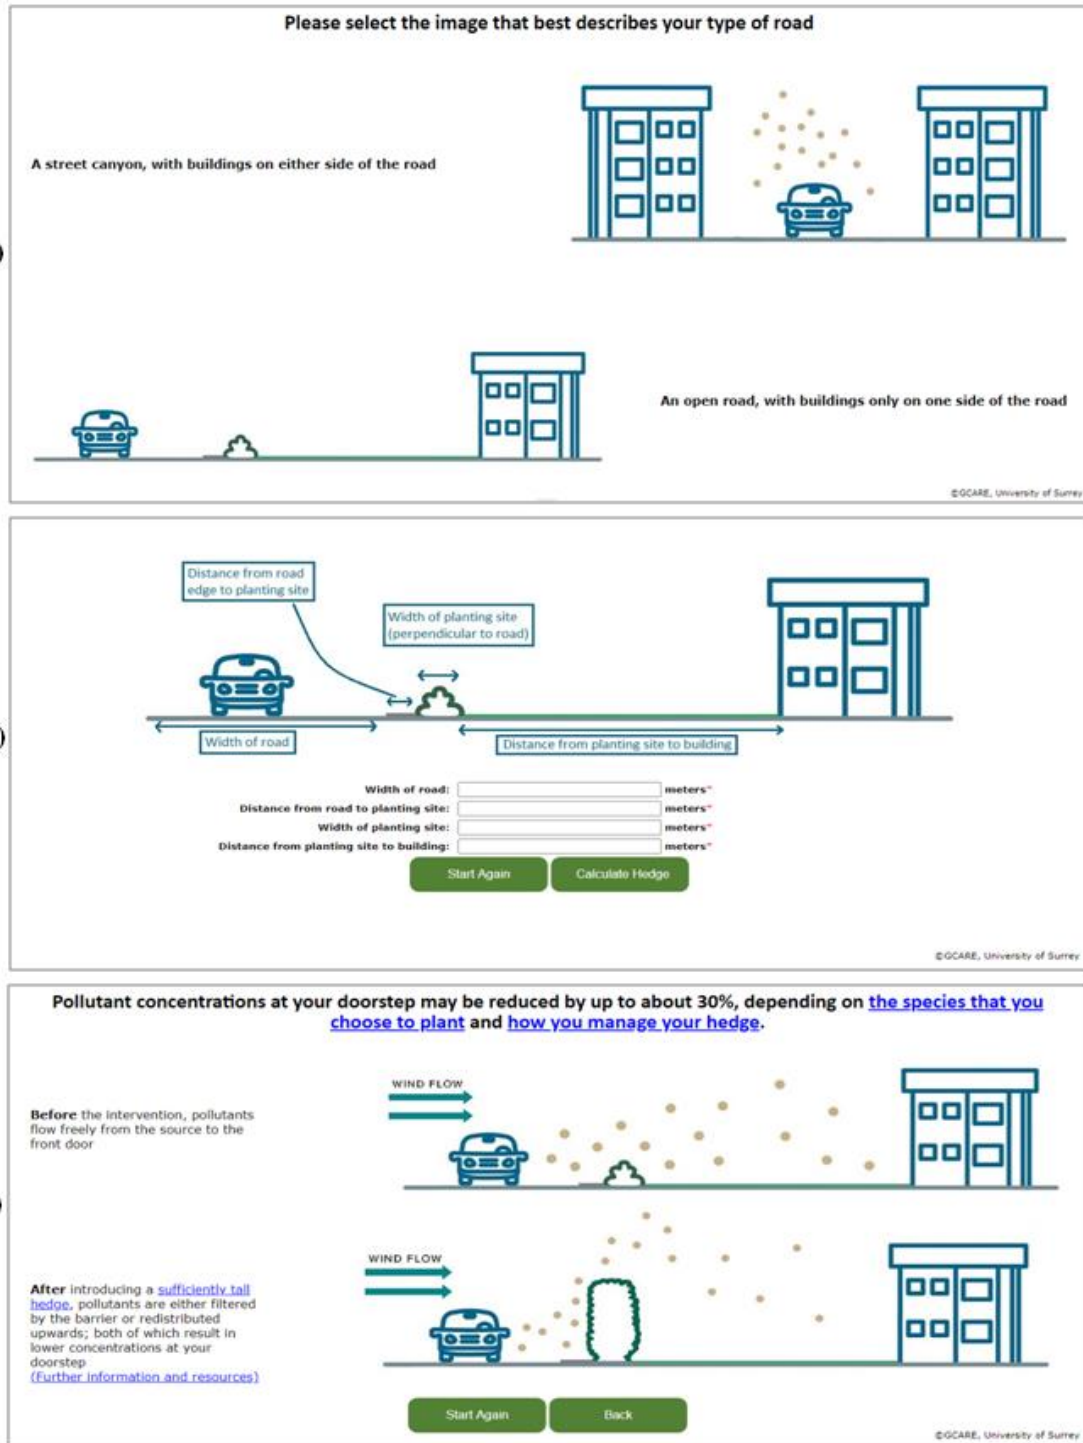 Please select the image that best describes your type of road
A street canyon, with buildings on either side of the road
An open road, with buildings only on one side of the road
©GCARE, University of Surrey
Distance from road
edge to planting site
Width of planting site
(perpendicular to road)
Width of road
Distance from planting site to building
Width of road: meters*
Distance from road to planting site: meters*
Width of planting site: meters*
Distance from planting site to building: meters*
Start Again Calculate Hedge
©GCARE, University of Surrey
Pollutant concentrations at your doorstep may be reduced by up to about 30%, depending on the species that you
choose to plant and how you manage your hedge.
WIND FLOW
Before the intervention, pollutants
flow freely from the source to the
front door
WIND FLOW
After introducing a sufficiently tall
hedge, pollutants are either filtered
by the barrier or redistributed
upwards; both of which result in
lower concentrations at your
doorstep
(Further information and resources)
Start Again Back
©GCARE, University of Surrey